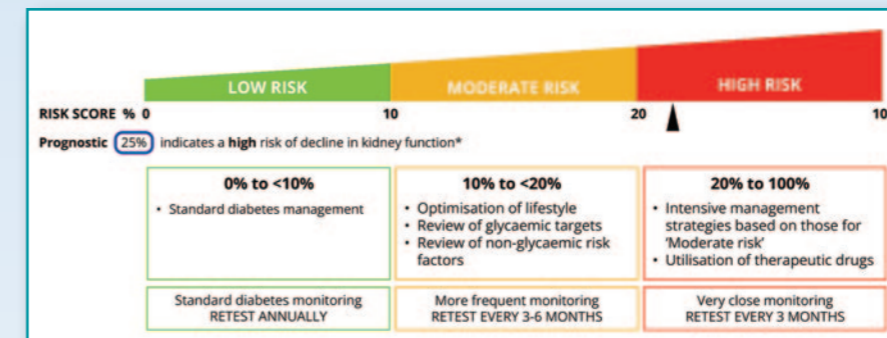 LOW RISK
MODERATE RISK
HIGH RISK
RISK SCORE % 0 10 20 10
Prognostic 25% indicates a high risk of decline in kidney function*
0% to <10%
• Standard diabetes management
Standard diabetes monitoring
RETEST ANNUALLY
10% to <20%
• Optimisation of lifestyle
• Review of glycaemic targets
• Review of non-glycaemic risk
factors
More frequent monitoring
RETEST EVERY 3-6 MONTHS
20% to 100%
• Intensive management
strategies based on those for
‘Moderate risk’
• Utilisation of therapeutic drugs
Very close monitoring
RETEST EVERY 3 MONTHS